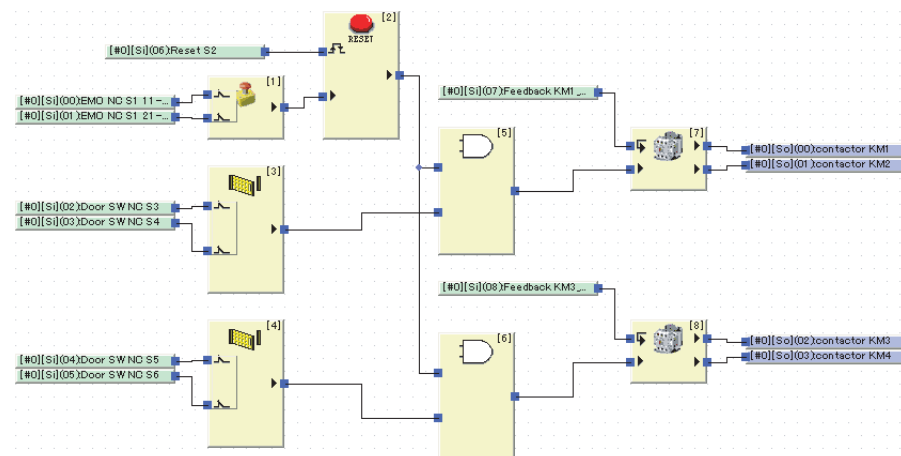 [2]
RESET
[#0][Si](06):Reset S2
[1]
[#0][Si](00):EMO NC S1 11-...
[#0][Si](01):EMO NC S1 21-...
[#0][Si](07):Feedback KM1_...
[5]
[7]
[#0][So](00):contactor KM1
[#0][So](01):contactor KM2
[3]
[#0][Si](02):Door SW NC S3
[#0][Si](03):Door SW NC S4
[#0][Si](08):Feedback KM3_...
[4]
[6]
[8]
[#0][So](02):contactor KM3
[#0][So](03):contactor KM4
[#0][Si](04):Door SW NC S5
[#0][Si](05):Door SW NC S6